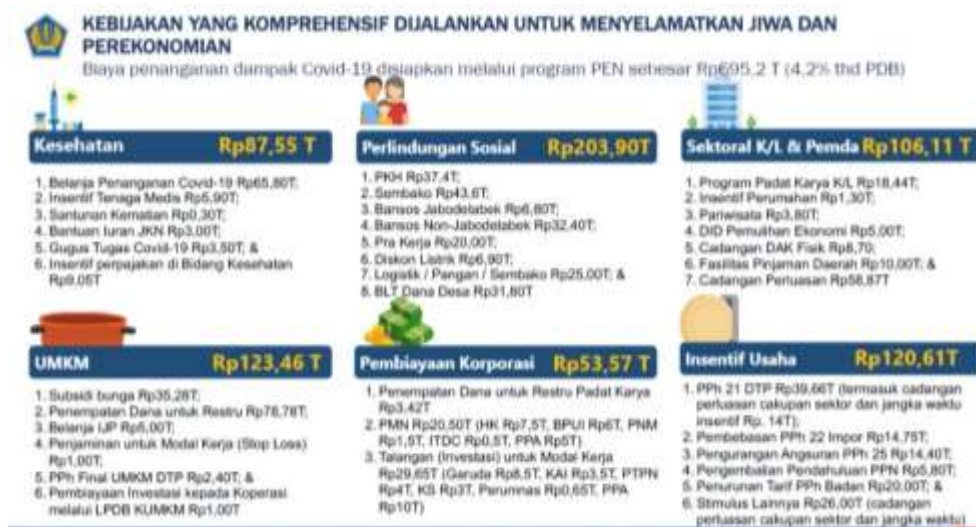 KEBIJAKAN YANG KOMPREHENSIF DIJALANKAN UNTUK MENYELAMATKAN JIWA DAN
PEREKONOMIAN
Biaya penanganan dampak Covid-19 disiapkan melalui program PEN sebesar Rp695.2 T (4.2% thd PDB)
Kesehatan Rp87,55 T
1. Belanja Penanganan Covid-19 Rp65,80T;
2. Insentif Tenaga Medis Rp5,90T;
3. Santunan Kematian Rp0,30T;
4. Bantuan Iuran JKN Rp3,00T;
5. Gugus Tugas Covid-19 Rp3,50T; &
6. Insentif perpajakan di Bidang Kesehatan
Rp9,05T
Perlindungan Sosial Rp203,90T
1. PKH Rp37.4T;
2. Sembako Rp43.6T;
3. Bansos Jabodetabek Rp6,80T;
4. Bansos Non-Jabodetabek Rp32.40T;
5. Pra Kerja Rp20,00T;
6. Diskon Listrik Rp6,90T;
7. Logistik / Pangan / Sembako Rp25,00T; &
8. BLT Dana Desa Rp31,80T
Sektoral K/L & Pemda Rp106,11 T
1. Program Padat Karya K/L Rp18,44T;
2. Insentif Perumahan Rp1,30T;
3. Pariwisata Rp3,80T;
4. DID Pemulihan Ekonomi Rp5,00T;
5. Cadangan DAK Fisik Rp8,70;
6. Fasilitas Pinjaman Daerah Rp10,00T; &
7. Cadangan Perluasan Rp58,87T
UMKM Rp123,46 T
1. Subsidi bunga Rp35,28T;
2. Penempatan Dana untuk Restru Rp78,78T;
3. Belanja IJP Rp5,00T;
4. Penjaminan untuk Modal Kerja (Stop Loss)
Rp1,00T;
5. PPh Final UMKM DTP Rp2,40T; &
6. Pembiayaan Investasi kepada Koperasi
melalui LPDB KUMKM Rp1,00T
Pembiayaan Korporasi Rp53,57 T
1. Penempatan Dana untuk Restru Padat Karya
Rp3,42T
2. PMN Rp20,50T (HK Rp7,5T, BPUI Rp6T, PNM
Rp1,5T, ITDC Rp0,5T, PPA Rp5T)
3. Talangan (Investasi) untuk Modal Kerja
Rp29,65T (Garuda Rp8,5T, KAI Rp3,5T, PTPN
Rp4T, KS Rp3T, Perumnas Rp0,65T, PPA
Rp10T)
Insentif Usaha Rp120,61T
1. PPh 21 DTP Rp39,66T (termasuk cadangan
perluasan cakupan sektor dan jangka waktu
insentif Rp. 14T);
2. Pembebasan PPh 22 Impor Rp14,75T;
3. Pengurangan Angsuran PPh 25 Rp14,40T;
4. Pengembalian Pendahuluan PPN Rp5,80T;
5. Penurunan Tarif PPh Badan Rp20,00T; &
6. Stimulus Lainnya Rp26,00T (cadangan
perluasan cakupan sektor dan jangka waktu)